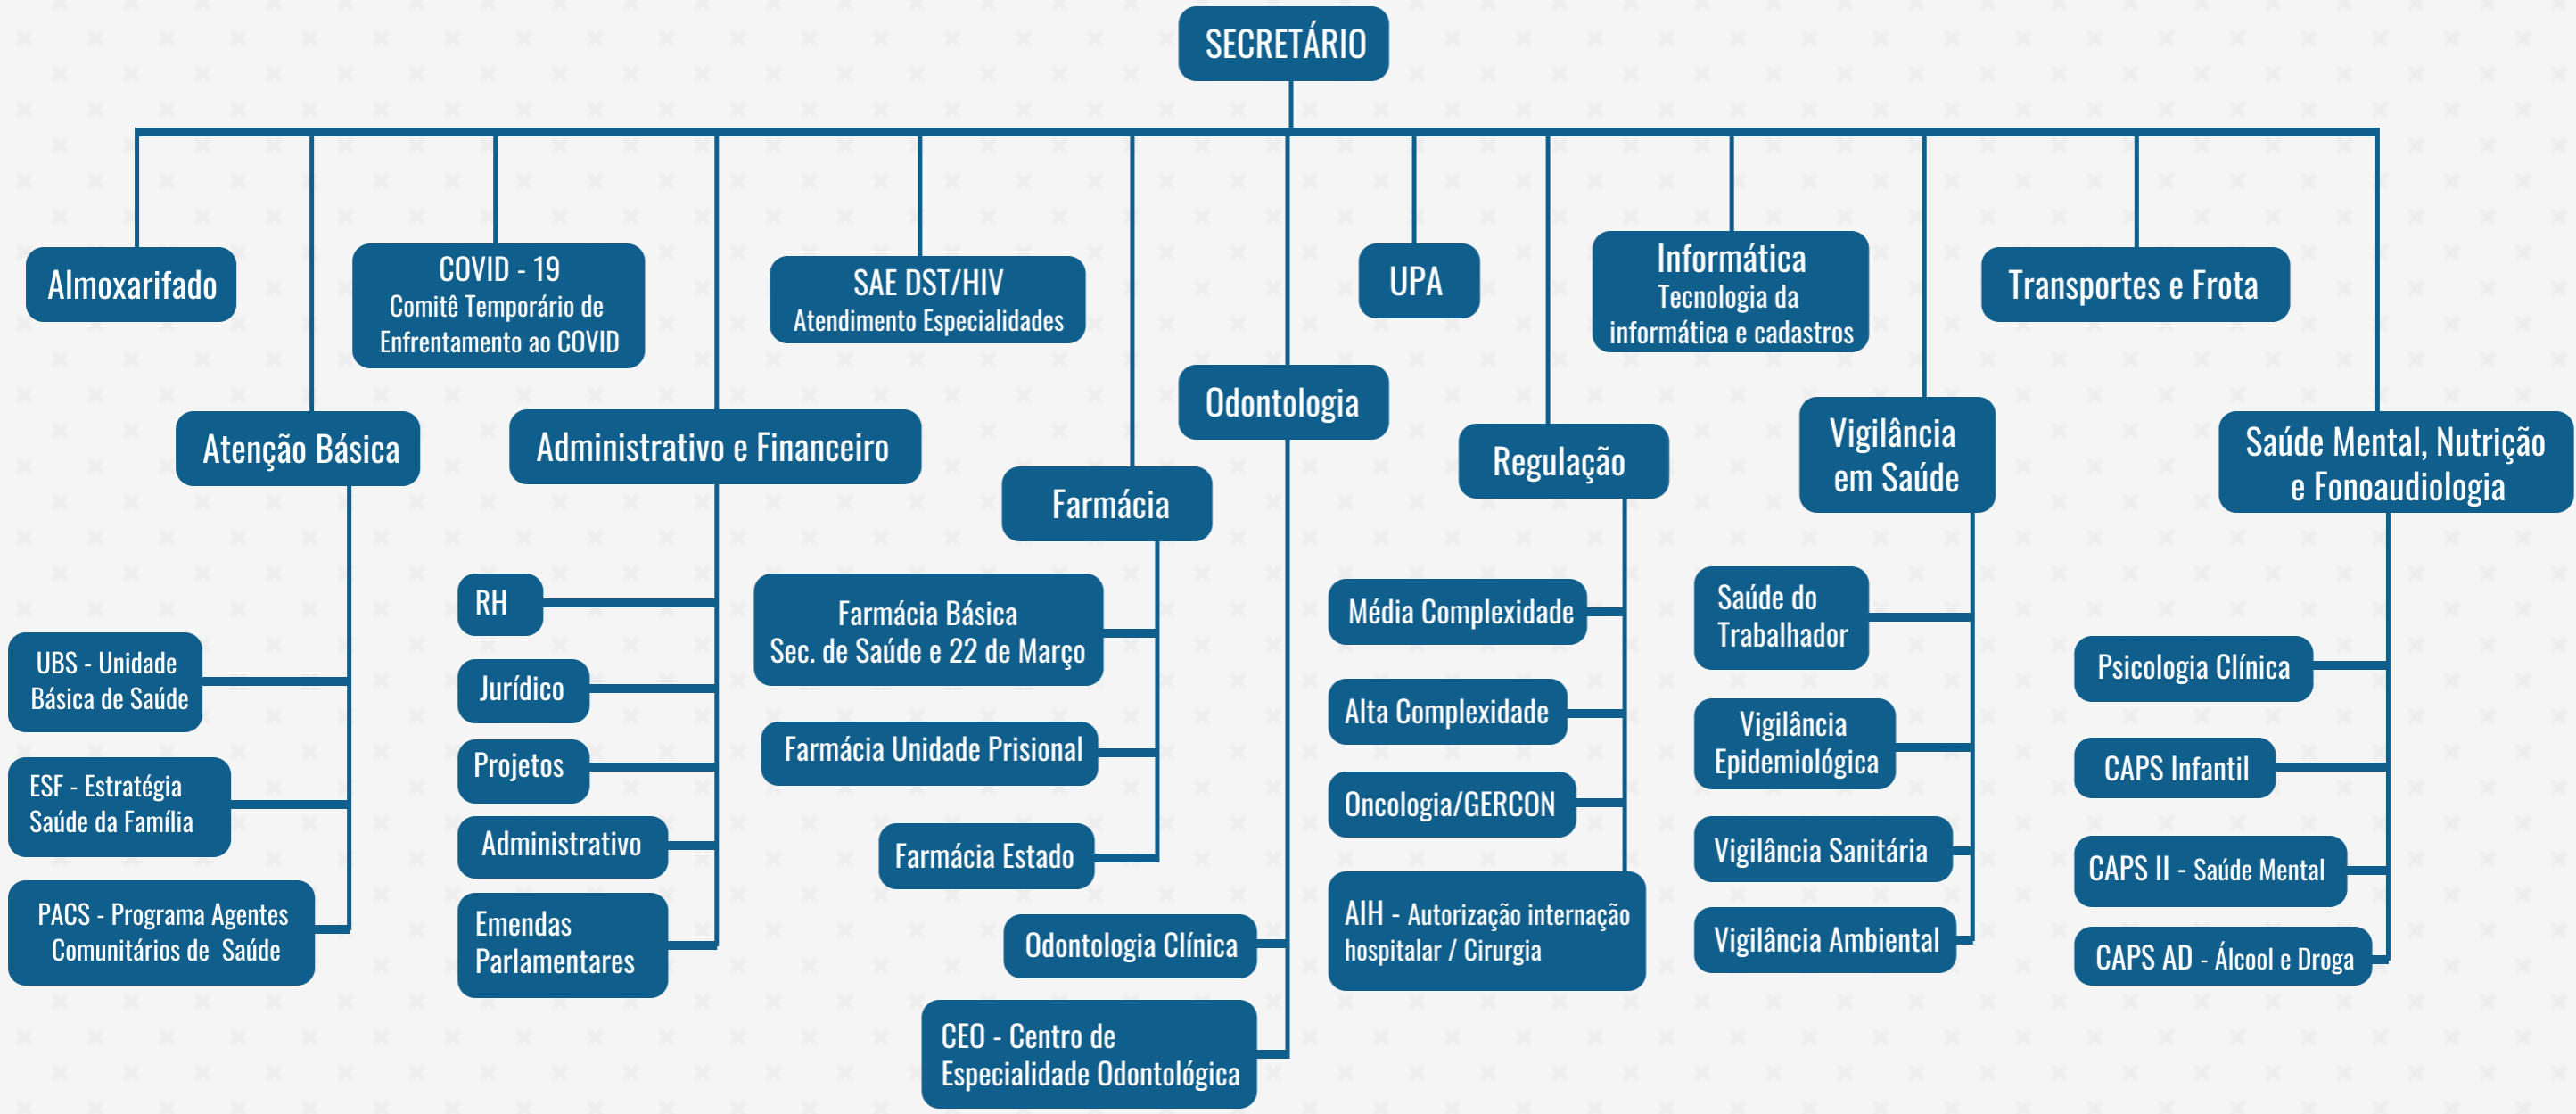 SECRETÁRIO
Almoxarifado
COVID - 19
Comitê Temporário de
Enfrentamento ao COVID
SAE DST/HIV
Atendimento Especialidades
UPA
Informática
Tecnologia da
informática e cadastros
Transportes e Frota
Atenção Básica
Administrativo e Financeiro
Farmácia
Odontologia
Regulação
Vigilância
em Saúde
Saúde Mental, Nutrição
e Fonoaudiologia
UBS - Unidade
Básica de Saúde
ESF - Estratégia
Saúde da Família
PACS - Programa Agentes
Comunitários de Saúde
RH
Jurídico
Projetos
Administrativo
Emendas
Parlamentares
Farmácia Básica
Sec. de Saúde e 22 de Março
Farmácia Unidade Prisional
Farmácia Estado
Odontologia Clínica
CEO - Centro de
Especialidade Odontológica
Média Complexidade
Alta Complexidade
Oncologia/GERCON
AIH - Autorização internação
hospitalar / Cirurgia
Saúde do
Trabalhador
Vigilância
Epidemiológica
Vigilância Sanitária
Vigilância Ambiental
Psicologia Clínica
CAPS Infantil
CAPS II - Saúde Mental
CAPS AD - Álcool e Droga